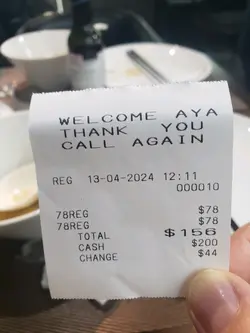 WELCOME AYA
THANK YOU
CALL AGAIN
REG 13-04-2024 12:11
000010
78REG $78
78REG $78
TOTAL $156
CASH $200
CHANGE $44